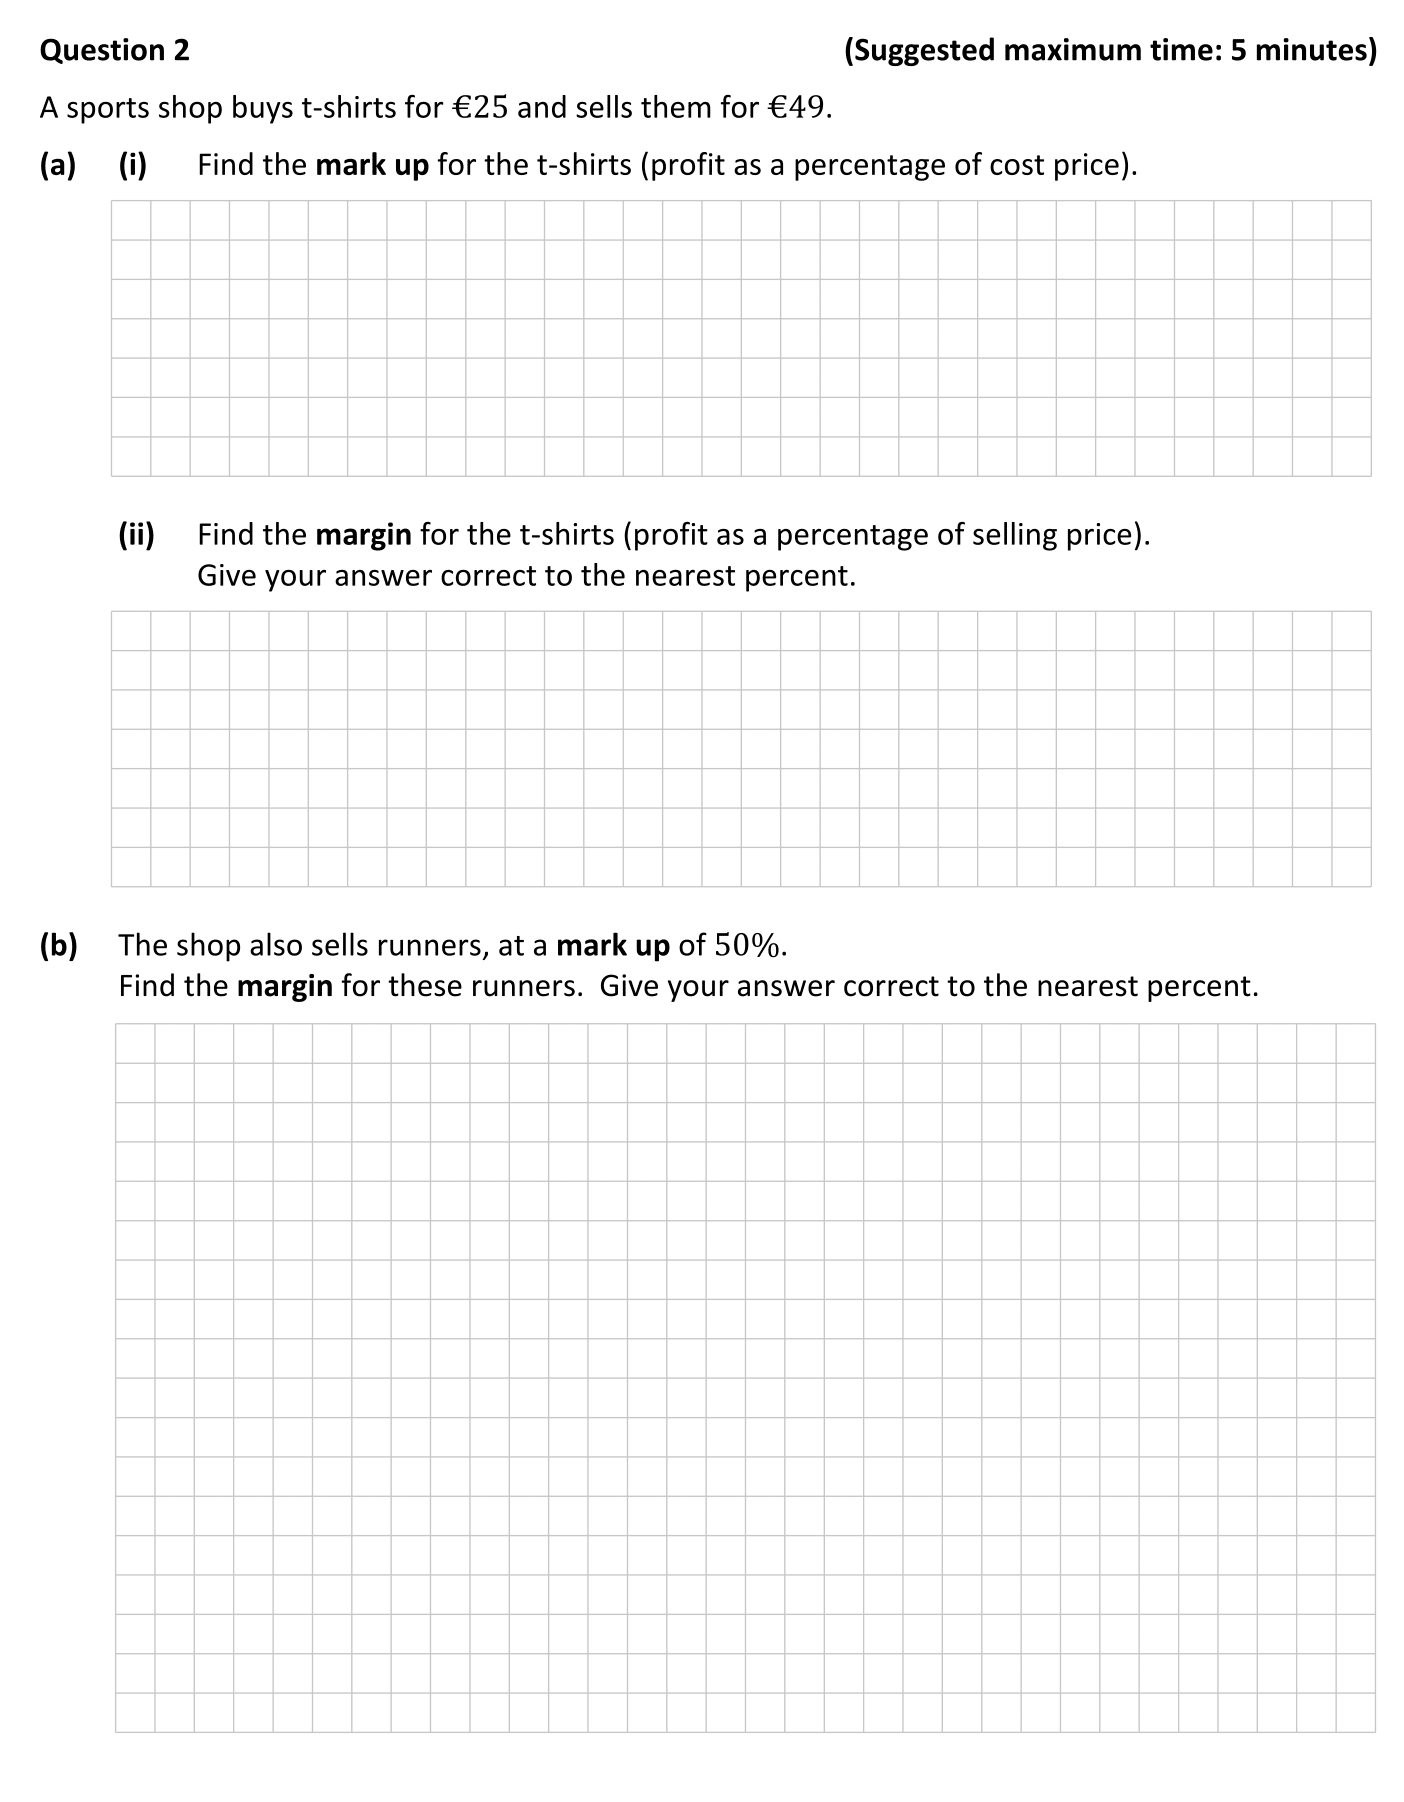 Question 2 (Suggested maximum time: 5 minutes)
A sports shop buys t-shirts for €25 and sells them for €49.
(a) (i) Find the mark up for the t-shirts (profit as a percentage of cost price).
(ii) Find the margin for the t-shirts (profit as a percentage of selling price).
Give your answer correct to the nearest percent.
(b) The shop also sells runners, at a mark up of 50%.
Find the margin for these runners. Give your answer correct to the nearest percent.